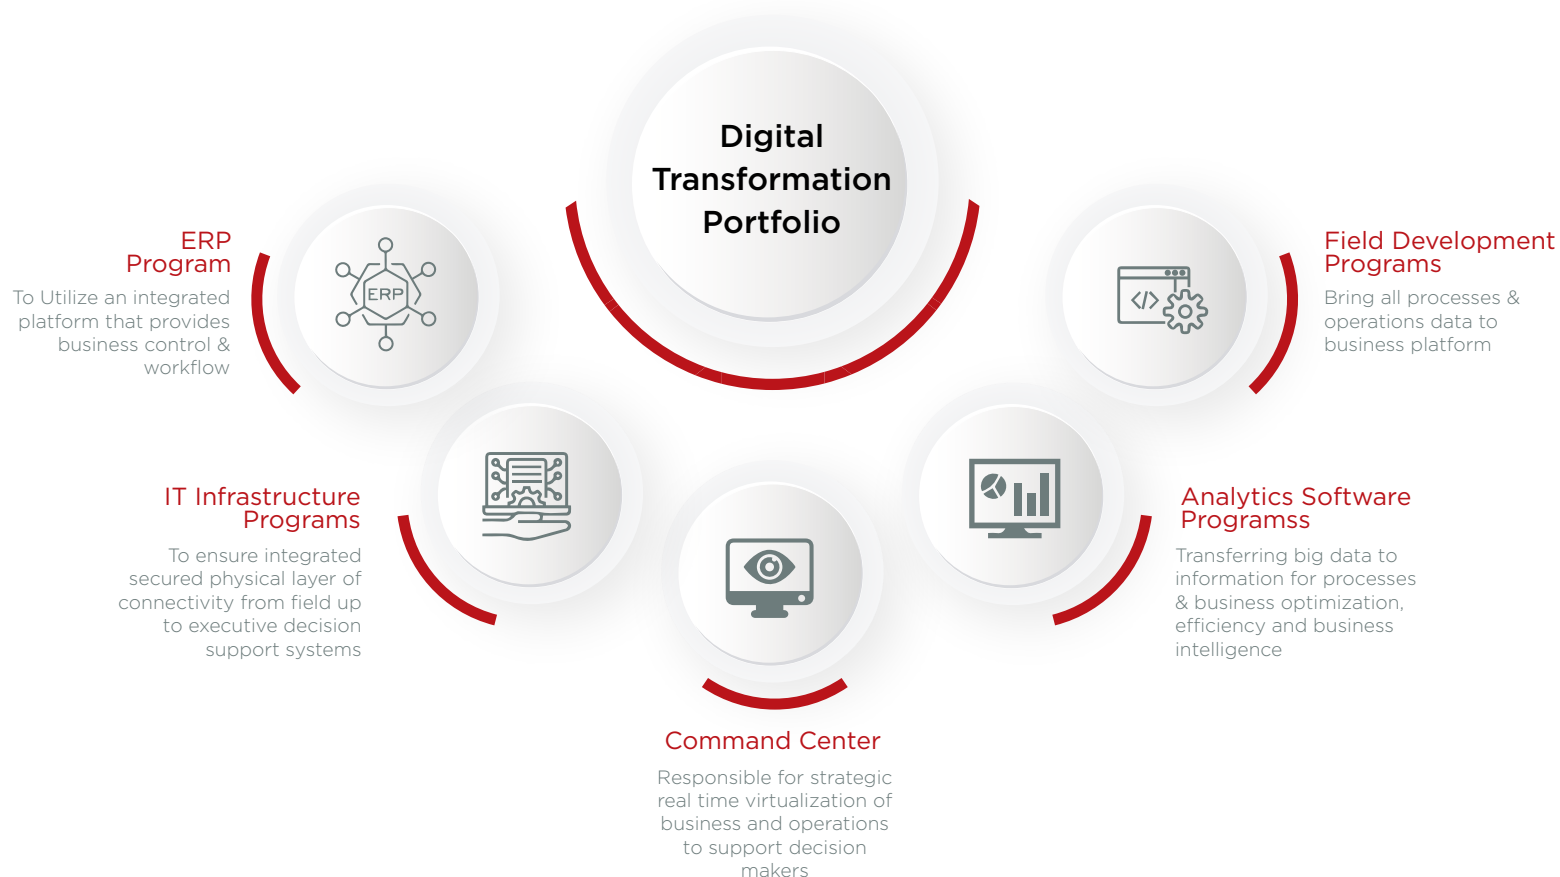 Digital
Transformation
Portfolio
ERP
Program
To Utilize an integrated
platform that provides
business control &
workflow
ERP
</>
Field Development
Programs
Bring all processes &
operations data to
business platform
IT Infrastructure
Programs
To ensure integrated
secured physical layer of
connectivity from field up
to executive decision
support systems
Analytics Software
Programss
Transferring big data to
information for processes
& business optimization,
efficiency and business
intelligence
Command Center
Responsible for strategic
real time virtualization of
business and operations
to support decision
makers